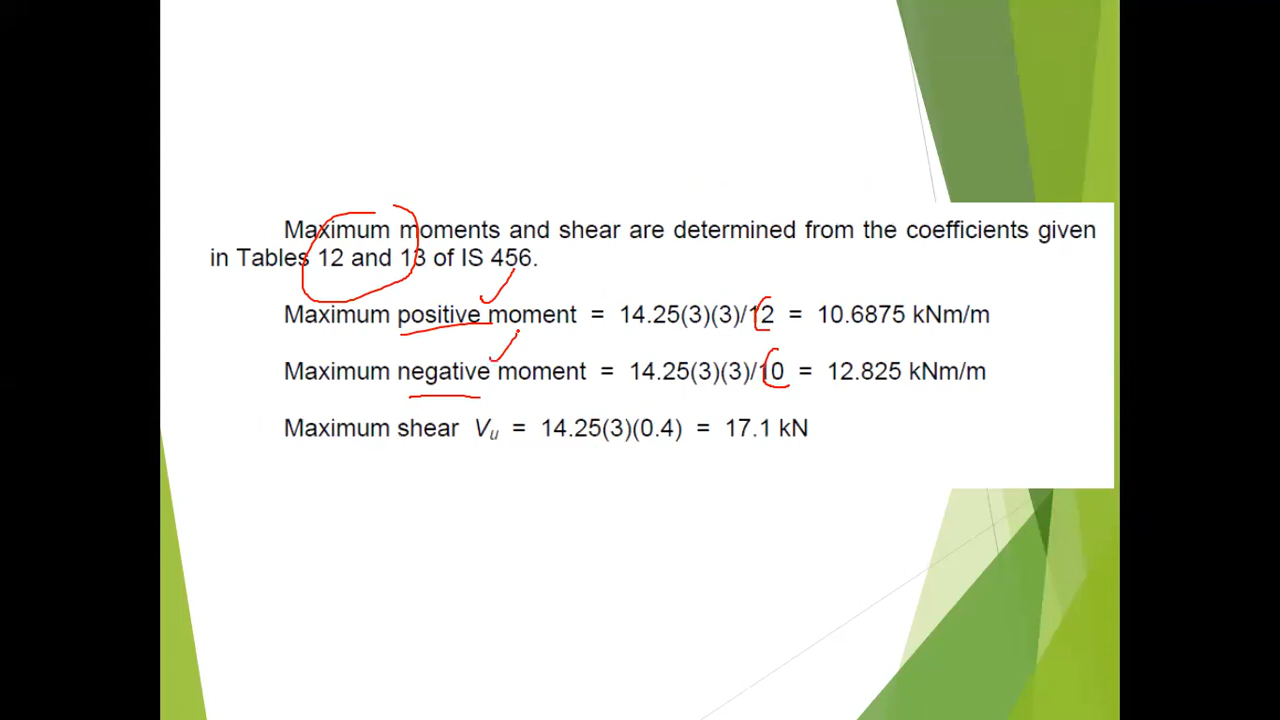 Maximum moments and shear are determined from the coefficients given
in Tables 12 and 13 of IS 456.
Maximum positive moment = 14.25(3)(3)/12 = 10.6875 kNm/m
Maximum negative moment = 14.25(3)(3)/10 = 12.825 kNm/m
Maximum shear Vu = 14.25(3)(0.4) = 17.1 kN